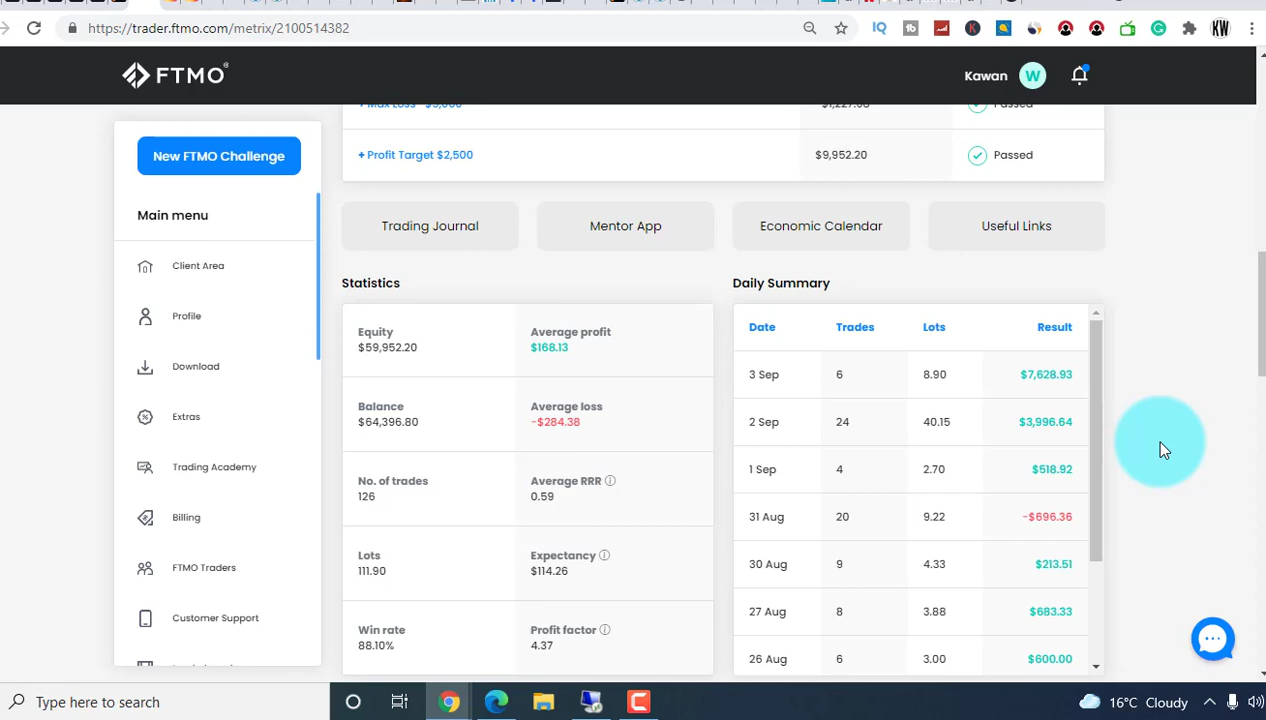 https://trader.ftmo.com/metrix/2100514382
KW
FTMO®
Kawan W
$1,227.60
Passed
+ Profit Target $2,500 $9,952.20 Passed
New FTMO Challenge
Main menu
Client Area
Profile
Download
Extras
Trading Academy
Billing
FTMO Traders
Customer Support
Trading Journal Mentor App Economic Calendar Useful Links
Statistics
Equity Average profit
$59,952.20 $168.13
Balance Average loss
$64,396.80 -$284.38
No. of trades Average RRR
126 0.59
Lots Expectancy
111.90 $114.26
Win rate Profit factor
88.10% 4.37
Daily Summary
Date Trades Lots Result
3 Sep 6 8.90 $7,628.93
2 Sep 24 40.15 $3,996.64
1 Sep 4 2.70 $518.92
31 Aug 20 9.22 -$696.36
30 Aug 9 4.33 $213.51
27 Aug 8 3.88 $683.33
26 Aug 6 3.00 $600.00
Type here to search
16°C Cloudy